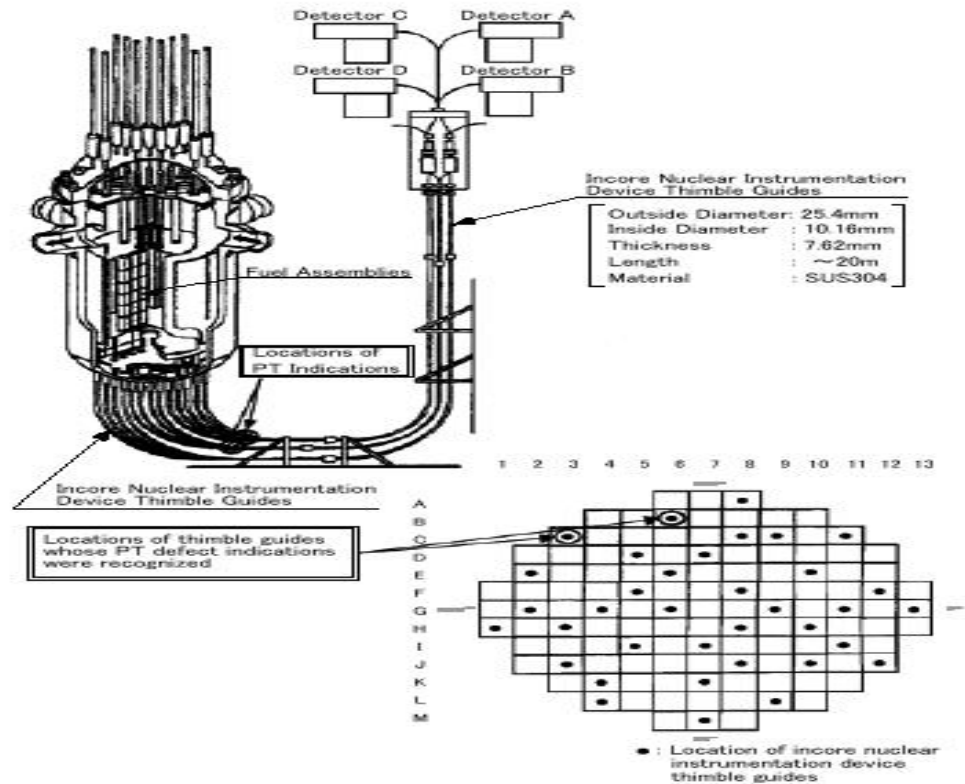 Detector C
Detector A
Detector D
Detector B
Incore Nuclear Instrumentation
Device Thimble Guides
Outside Diameter: 25.4mm
Inside Diameter : 10.16mm
Thickness : 7.62mm
Length : ~20m
Material : SUS304
Fuel Assemblies
Locations of
PT Indications
Incore Nuclear Instrumentation
Device Thimble Guides
Locations of thimble guides
whose PT defect indications
were recognized
1 2 3 4 5 6 7 8 9 10 11 12 13
A
B
C
D
E
F
G
H
I
J
K
L
M
● : Location of incore nuclear
instrumentation device
thimble guides